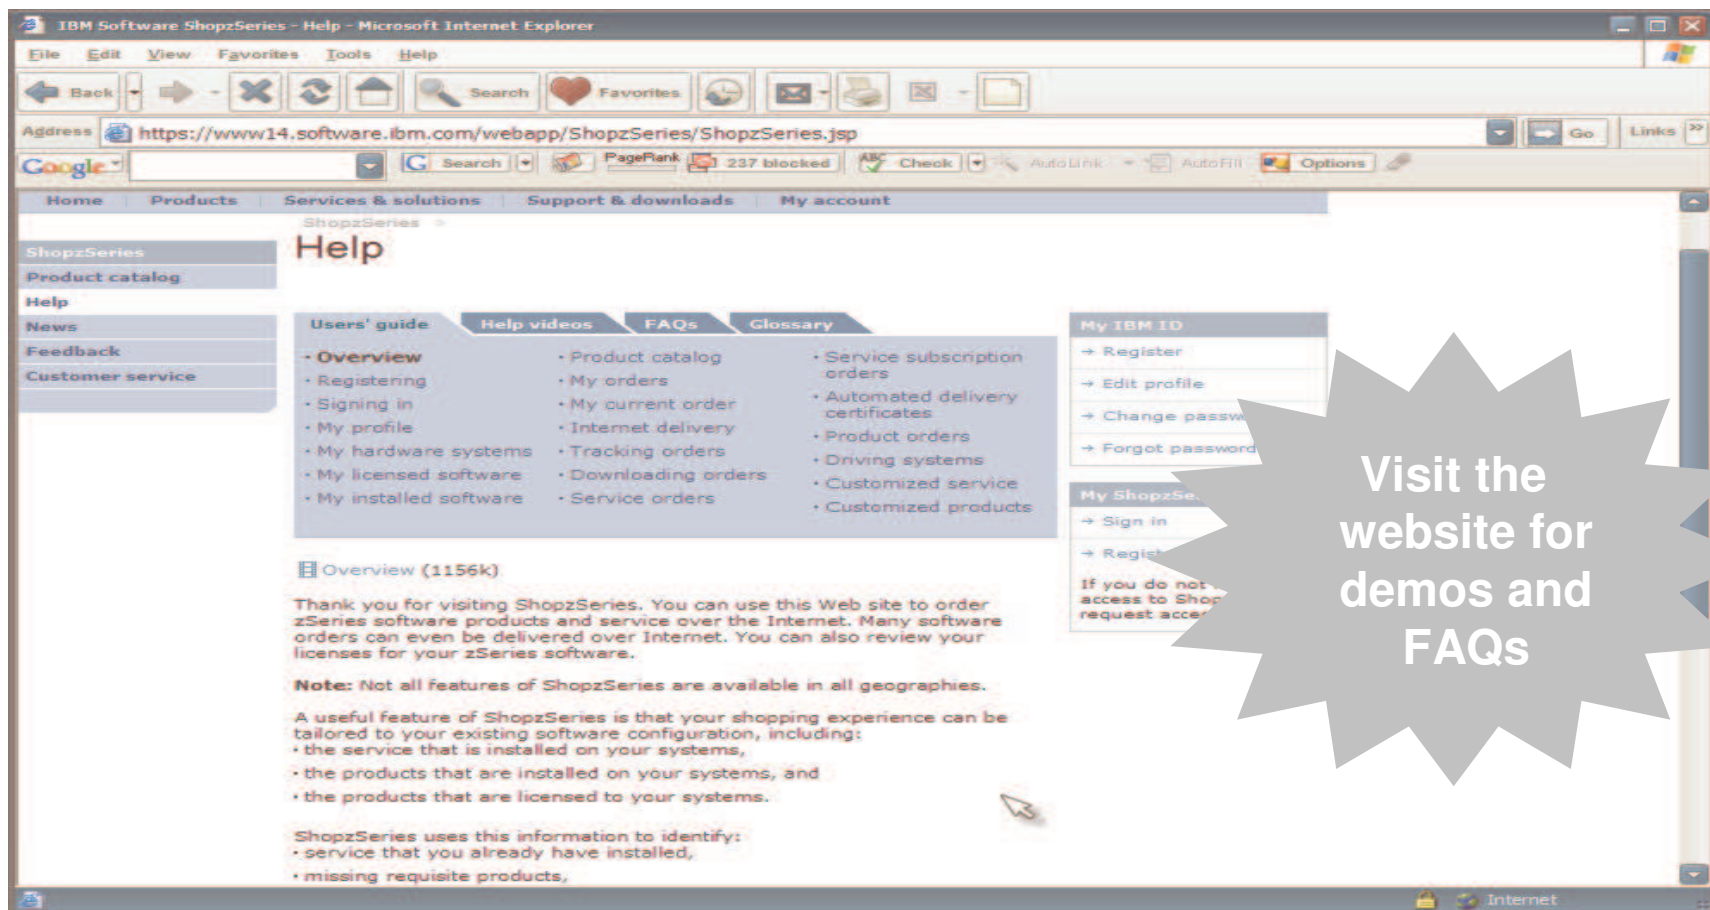 IBM Software ShopzSeries - Help - Microsoft Internet Explorer
File Edit View Favorites Tools Help
Back Search Favorites
Address https://www14.software.ibm.com/webapp/ShopzSeries/ShopzSeries.jsp Go Links »
Google Search PageRank 237 blocked ABC Check AutoLink AutoFill Options
Home Products Services & solutions Support & downloads My account
ShopzSeries >
Help
ShopzSeries
Product catalog
Help
News
Feedback
Customer service
Users' guide Help videos FAQs Glossary
• Overview
• Registering
• Signing in
• My profile
• My hardware systems
• My licensed software
• My installed software
• Product catalog
• My orders
• My current order
• Internet delivery
• Tracking orders
• Downloading orders
• Service orders
• Service subscription
orders
• Automated delivery
certificates
• Product orders
• Driving systems
• Customized service
• Customized products
My IBM ID
→ Register
→ Edit profile
→ Change passw
→ Forgot password
My ShopzSe
→ Sign in
→ Regist
If you do not
access to Shop
request acce
Visit the
website for
demos and
FAQs
Overview (1156k)
Thank you for visiting ShopzSeries. You can use this Web site to order
zSeries software products and service over the Internet. Many software
orders can even be delivered over Internet. You can also review your
licenses for your zSeries software.
Note: Not all features of ShopzSeries are available in all geographies.
A useful feature of ShopzSeries is that your shopping experience can be
tailored to your existing software configuration, including:
• the service that is installed on your systems,
• the products that are installed on your systems, and
• the products that are licensed to your systems.
ShopzSeries uses this information to identify:
• service that you already have installed,
• missing requisite products,
Internet